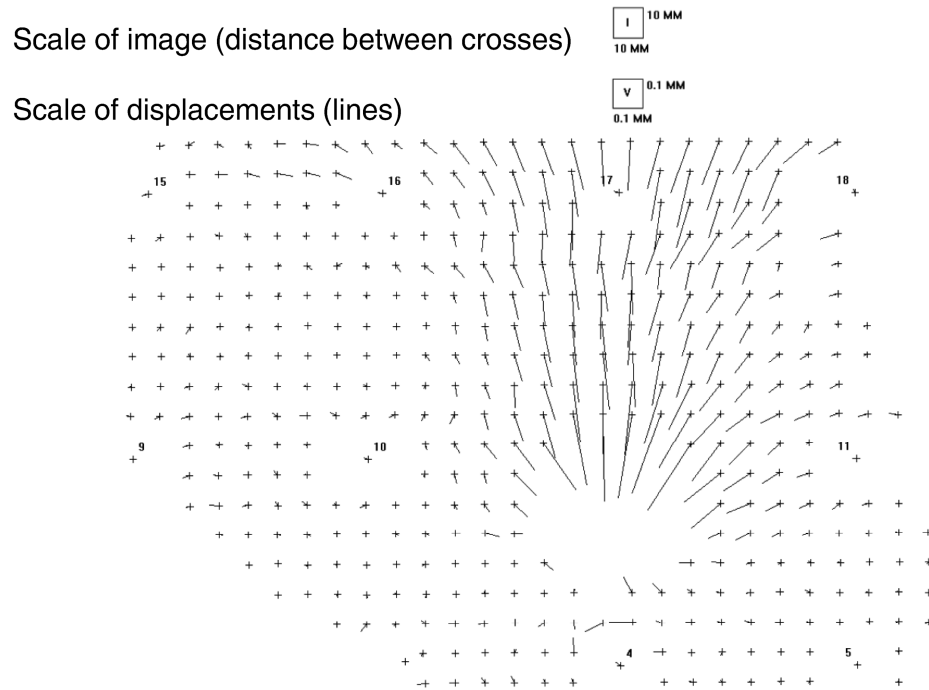 Scale of image (distance between crosses)
I
10 MM
10 MM
Scale of displacements (lines)
V
0.1 MM
0.1 MM
15
16
17
18
9
10
11
4
5